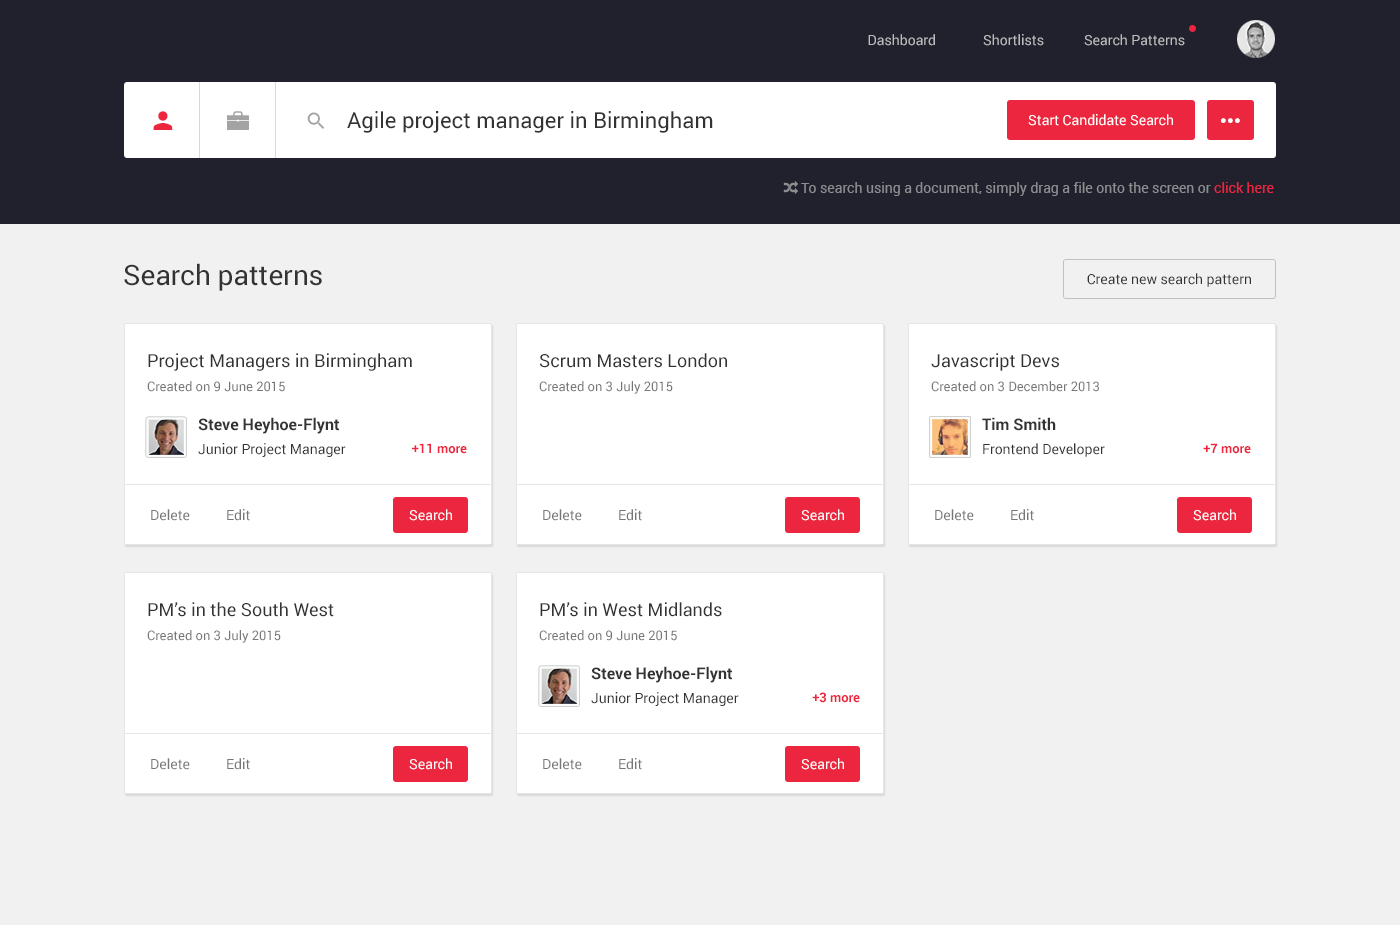 Dashboard
Shortlists
Search Patterns
Agile project manager in Birmingham
Start Candidate Search
To search using a document, simply drag a file onto the screen or click here
Search patterns
Create new search pattern
Project Managers in Birmingham
Created on 9 June 2015
Steve Heyhoe-Flynt
Junior Project Manager
+11 more
Delete
Edit
Search
Scrum Masters London
Created on 3 July 2015
Delete
Edit
Search
Javascript Devs
Created on 3 December 2013
Tim Smith
Frontend Developer
+7 more
Delete
Edit
Search
PM’s in the South West
Created on 3 July 2015
Delete
Edit
Search
PM’s in West Midlands
Created on 9 June 2015
Steve Heyhoe-Flynt
Junior Project Manager
+3 more
Delete
Edit
Search